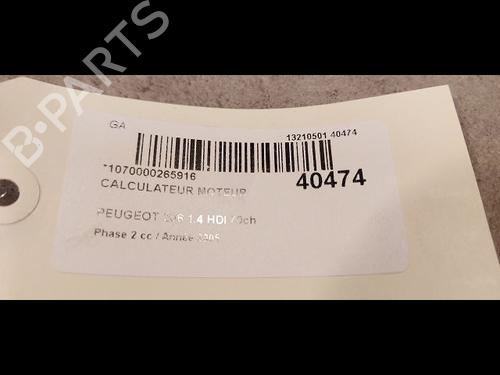 B-PARTS
GA
13210501 40474
*1070000265916
40474
CALCULATEUR MOTEUR
PEUGEOT 1.4 HDI
Phase 2 cc / Année